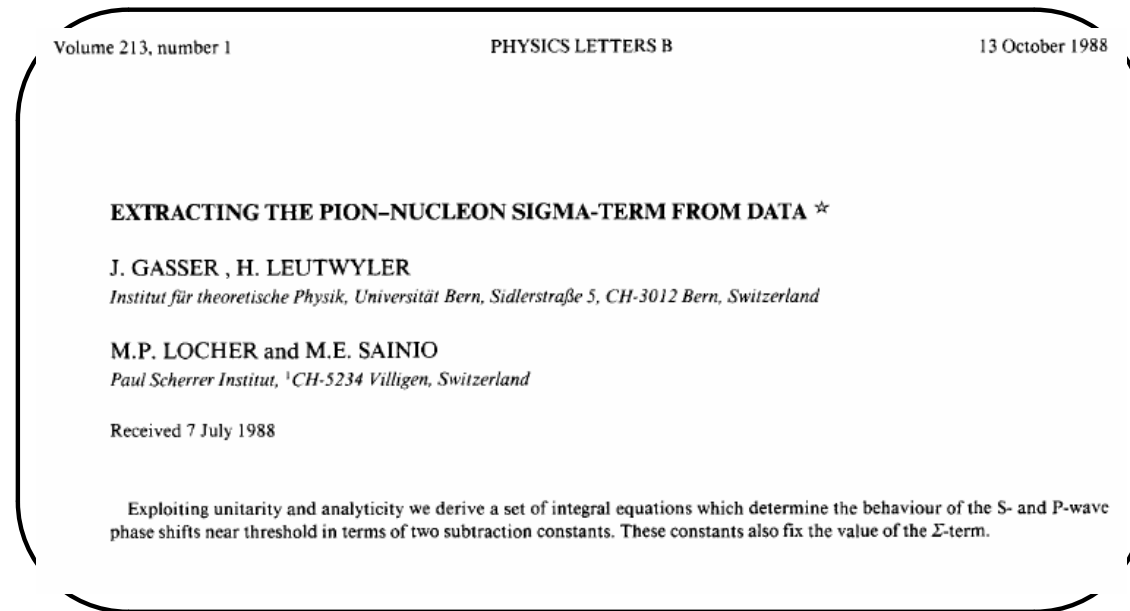 Volume 213, number 1 PHYSICS LETTERS B 13 October 1988
EXTRACTING THE PION–NUCLEON SIGMA-TERM FROM DATA ☆
J. GASSER , H. LEUTWYLER
Institut für theoretische Physik, Universität Bern, Sidlerstraße 5, CH-3012 Bern, Switzerland
M.P. LOCHER and M.E. SAINIO
Paul Scherrer Institut, ¹CH-5234 Villigen, Switzerland
Received 7 July 1988
Exploiting unitarity and analyticity we derive a set of integral equations which determine the behaviour of the S- and P-wave
phase shifts near threshold in terms of two subtraction constants. These constants also fix the value of the Σ-term.